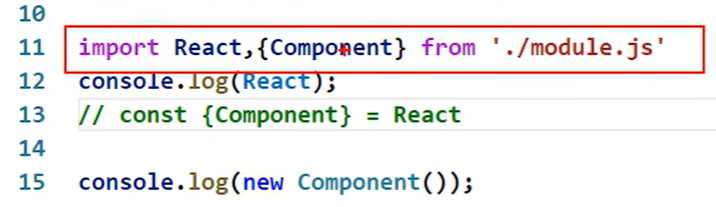 10
11 import React,{Component} from './module.js'
12 console.log(React);
13 // const {Component} = React
14
15 console.log(new Component());